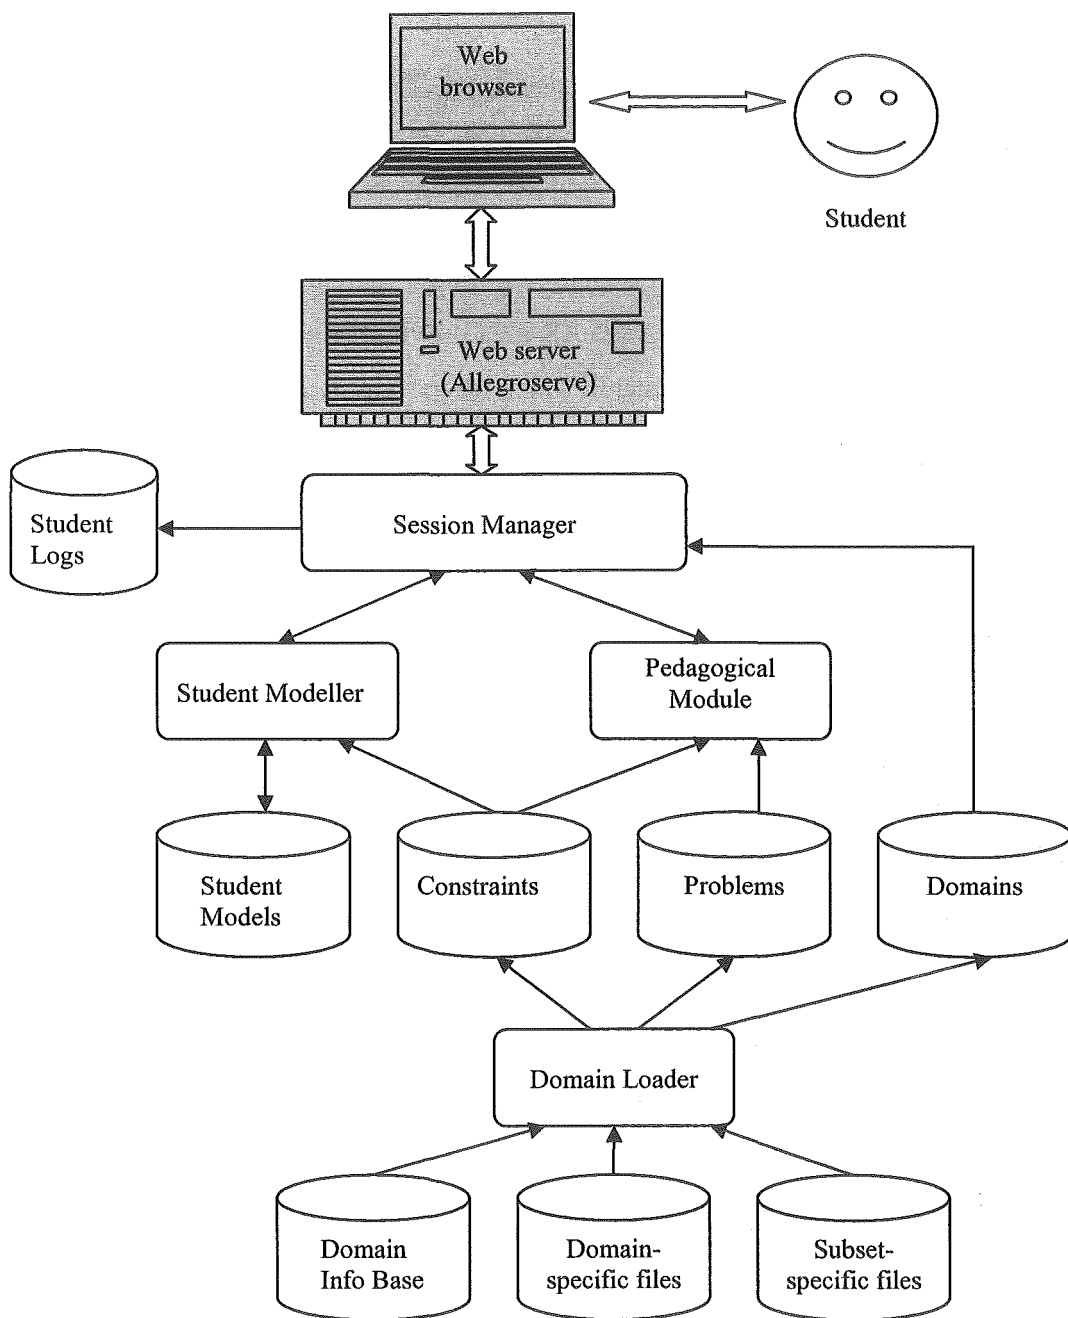 Web
browser
Student
Web server
(Allegroserve)
Student
Logs
Session Manager
Student Modeller
Pedagogical
Module
Student
Models
Constraints
Problems
Domains
Domain Loader
Domain
Info Base
Domain-
specific files
Subset-
specific files